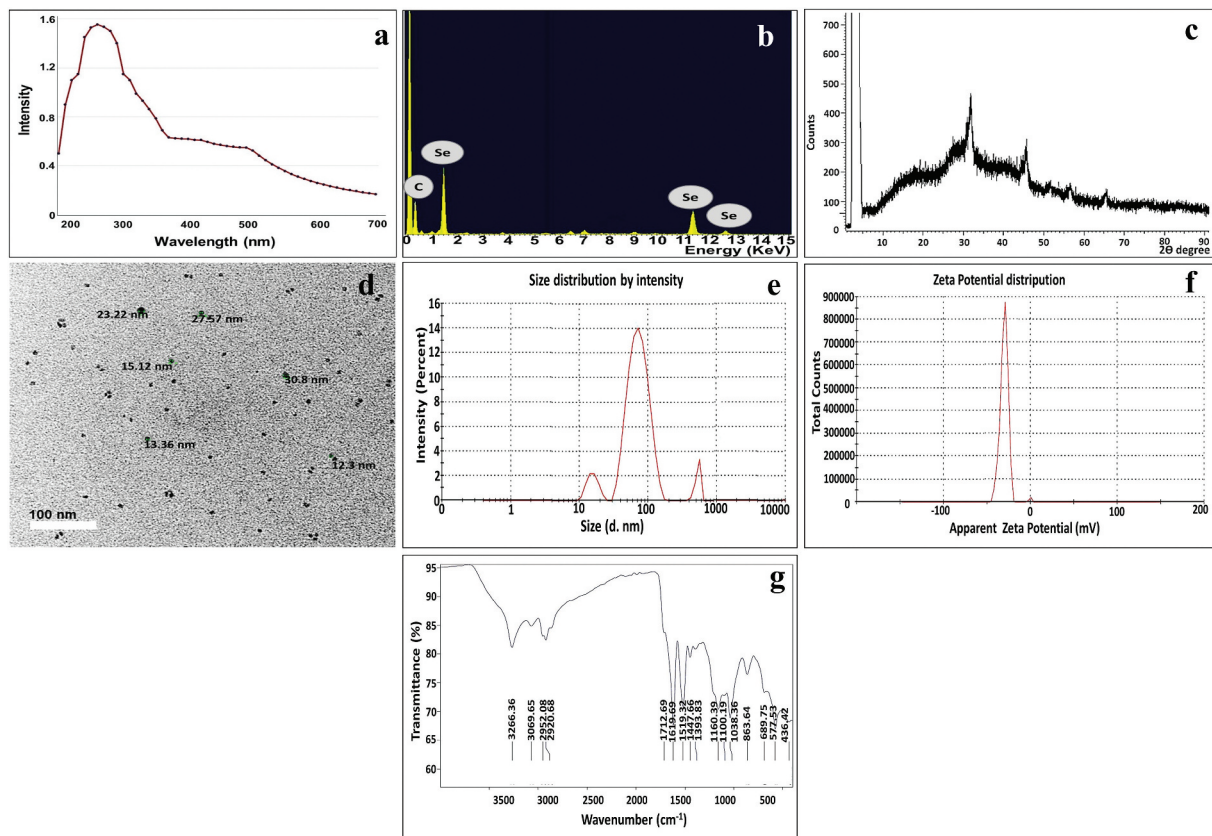 a
1.6
1.2
0.8
0.4
0
Intensity
200 300 400 500 600 700
Wavelength (nm)
b
C
Se
Se
Se
0 1 2 3 4 5 6 7 8 9 10 11 12 13 14 15
Energy (KeV)
c
700
600
500
400
300
200
100
0
Counts
10 20 30 40 50 60 70 80 90
2Θ degree
d
23.22 nm
27.57 nm
15.12 nm
30.8 nm
13.36 nm
12.3 nm
100 nm
e
Size distribution by intensity
16
14
12
10
8
6
4
2
0
Intensity (Percent)
0 1 10 100 1000 10000
Size (d. nm)
f
Zeta Potential distripution
900000
800000
700000
600000
500000
400000
300000
200000
100000
0
Total Counts
-100 0 100 200
Apparent Zeta Potential (mV)
g
95
90
85
80
75
70
65
60
Transmittance (%)
3266.36
3069.65
2952.08
2920.68
1712.69
1619.69
1519.32
1447.66
1393.83
1160.39
1100.19
1038.36
863.64
689.75
577.53
436.42
3500 3000 2500 2000 1500 1000 500
Wavenumber (cm⁻¹)